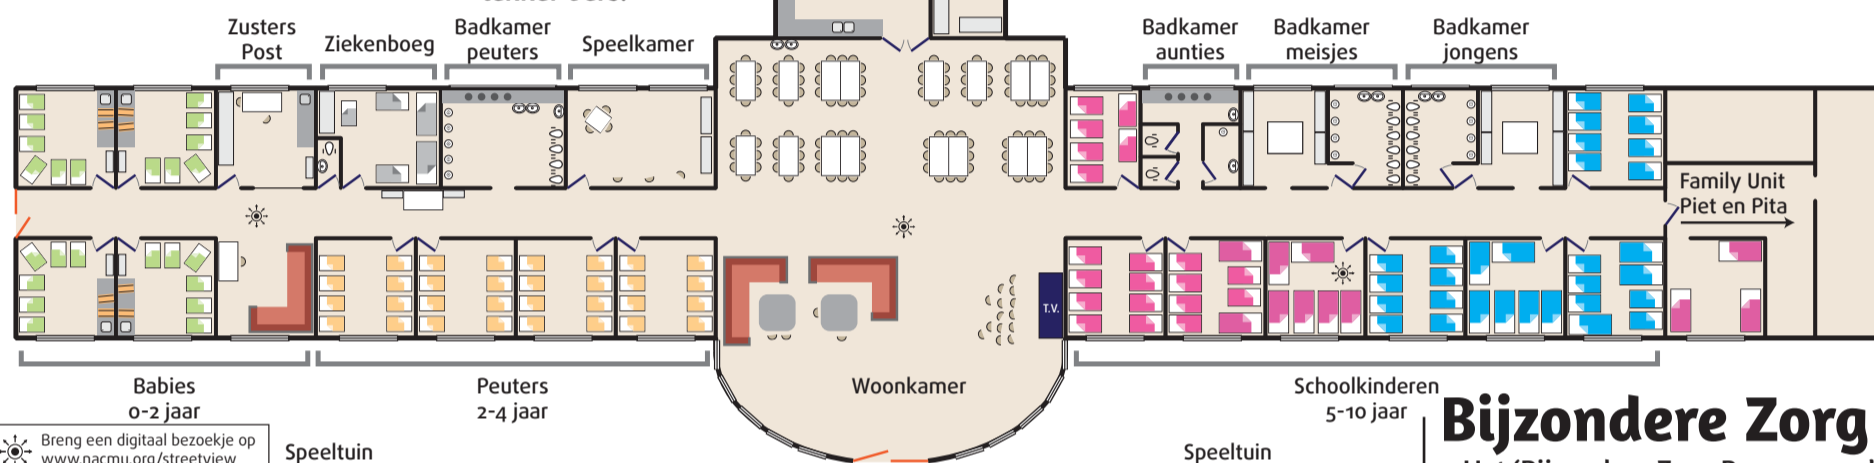 Zusters
Post
Ziekenboeg
Badkamer
peuters
Speelkamer
Badkamer
aunties
Badkamer
meisjes
Badkamer
jongens
Family Unit
Piet en Pita
T.V.
Babies
0-2 jaar
Peuters
2-4 jaar
Woonkamer
Schoolkinderen
5-10 jaar
Breng een digitaal bezoekje op
www.nacmu.org/streetview
Speeltuin
Speeltuin
Bijzondere Zorg